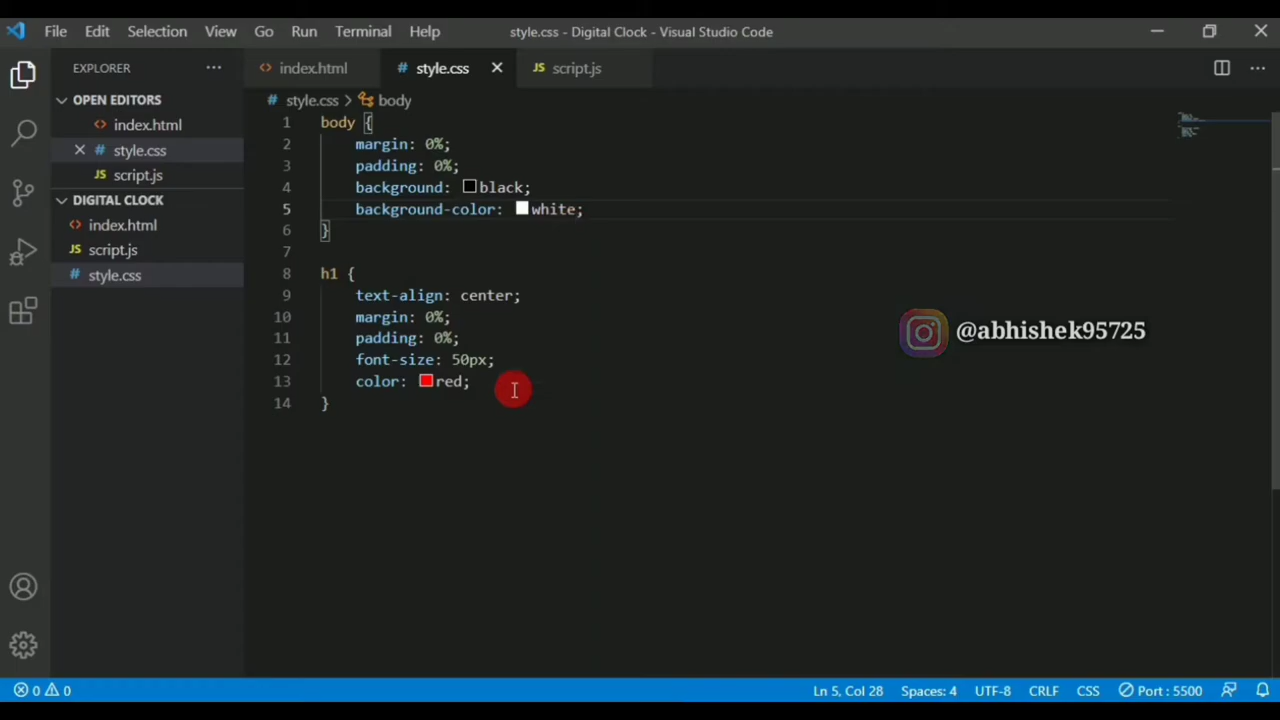 File Edit Selection View Go Run Terminal Help style.css - Digital Clock - Visual Studio Code
EXPLORER
index.html
# style.css
JS script.js
OPEN EDITORS
index.html
# style.css
JS script.js
DIGITAL CLOCK
index.html
JS script.js
# style.css
# style.css > body
1 body {
2 margin: 0%;
3 padding: 0%;
4 background: black;
5 background-color: white;
6 }
7
8 h1 {
9 text-align: center;
10 margin: 0%;
11 padding: 0%;
12 font-size: 50px;
13 color: red;
14 }
@abhishek95725
0 0
Ln 5, Col 28 Spaces: 4 UTF-8 CRLF CSS Port : 5500